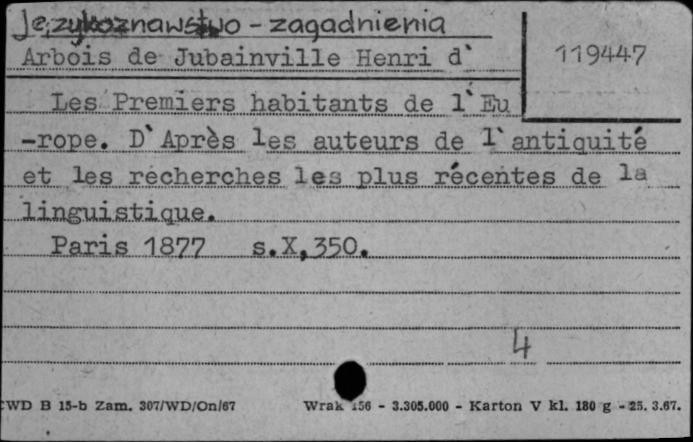 Językoznawstwo - zagadnienia
Arbois de Jubainville Henri d`
119447
Les Premiers habitants de l`Eu
-rope. D`Après les auteurs de l`antiquité
et les récherches les plus récentes de la
linguistique.
Paris 1877 s.X,350.
4
CWD B 15-b Zam. 307/WD/On/67 Wrak 156 - 3.305.000 - Karton V kl. 180 g - 25. 3.67.